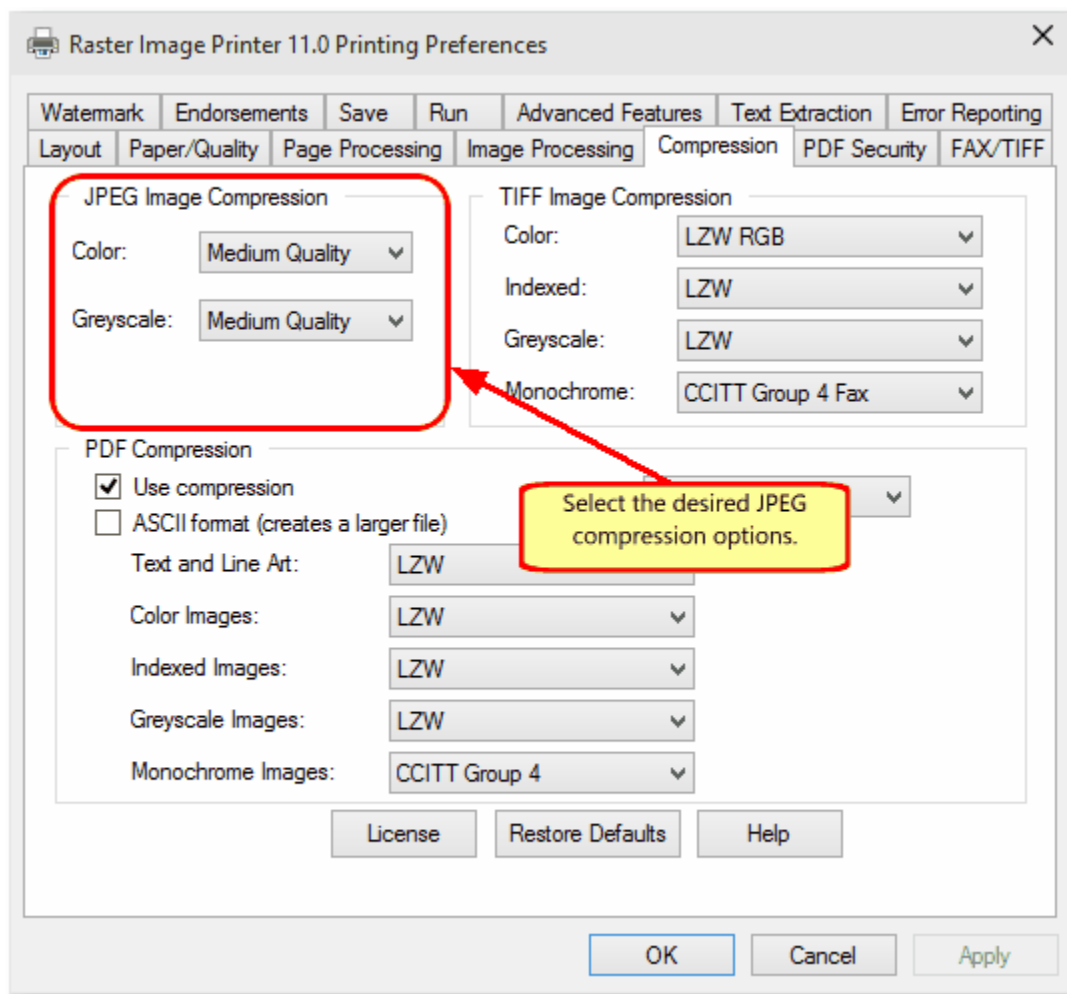 Raster Image Printer 11.0 Printing Preferences
Watermark Endorsements Save Run Advanced Features Text Extraction Error Reporting
Layout Paper/Quality Page Processing Image Processing Compression PDF Security FAX/TIFF
JPEG Image Compression
Color: Medium Quality
Greyscale: Medium Quality
TIFF Image Compression
Color: LZW RGB
Indexed: LZW
Greyscale: LZW
Monochrome: CCITT Group 4 Fax
PDF Compression
Use compression
ASCII format (creates a larger file)
Select the desired JPEG
compression options.
Text and Line Art: LZW
Color Images: LZW
Indexed Images: LZW
Greyscale Images: LZW
Monochrome Images: CCITT Group 4
License Restore Defaults Help
OK Cancel Apply